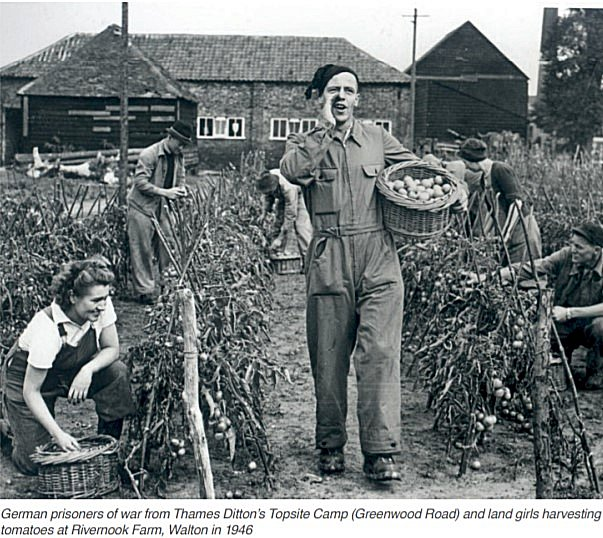 German prisoners of war from Thames Ditton's Topsite Camp (Greenwood Road) and land girls harvesting
tomatoes at Rivernook Farm, Walton in 1946